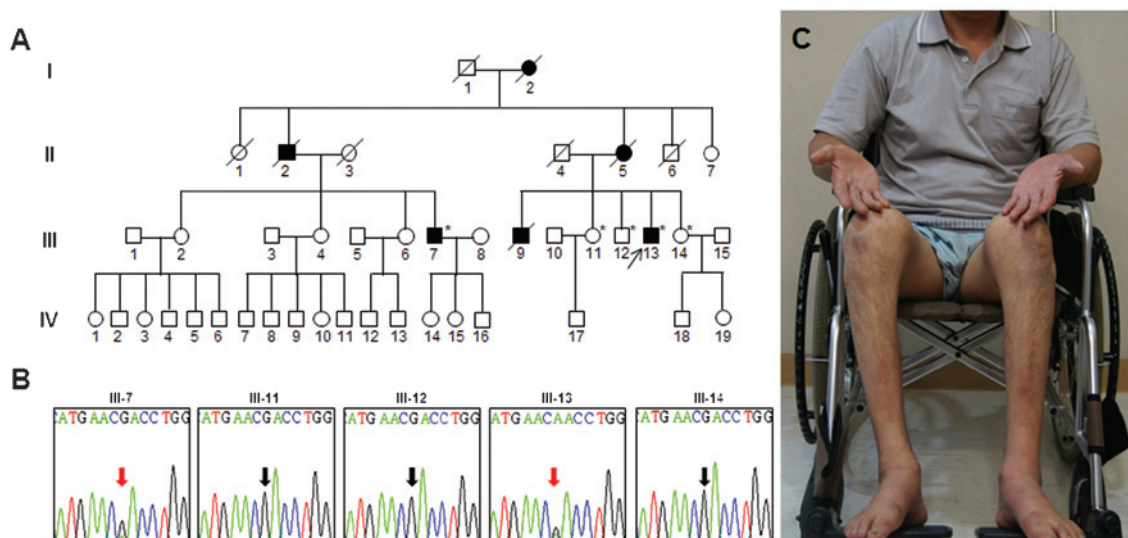 A
C
I
1 2
II
1 2 3 4 5 6 7
III
1 2 3 4 5 6 7 * 8 9 10 11 * 12 * 13 * 14 * 15
IV
1 2 3 4 5 6 7 8 9 10 11 12 13 14 15 16 17 18 19
B
III-7 III-11 III-12 III-13 III-14
CATGAACGACCTGG ATGAACGACCTGG ATGAACGACCTGG ATGAACAACCTGG ATGAACGACCTGG